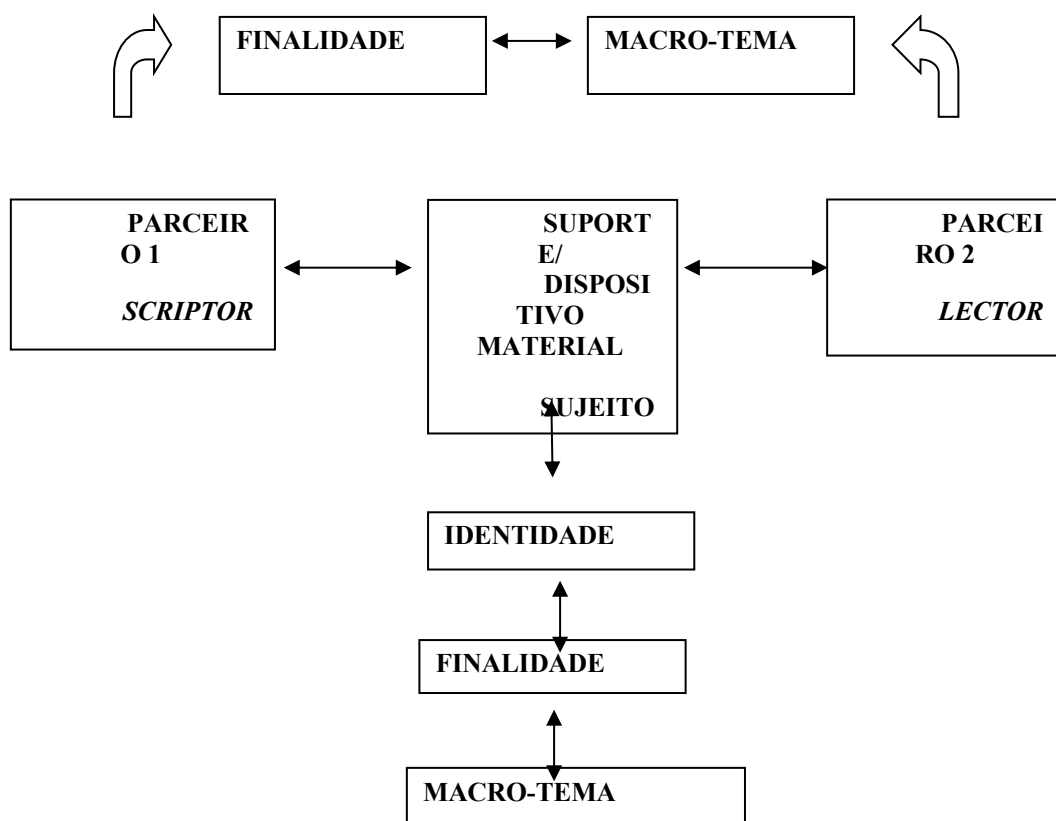 FINALIDADE
MACRO-TEMA
PARCEIR
O 1
SCRIPTOR
SUPORT
E/
DISPOSI
TIVO
MATERIAL
SUJEITO
PARCEI
RO 2
LECTOR
IDENTIDADE
FINALIDADE
MACRO-TEMA